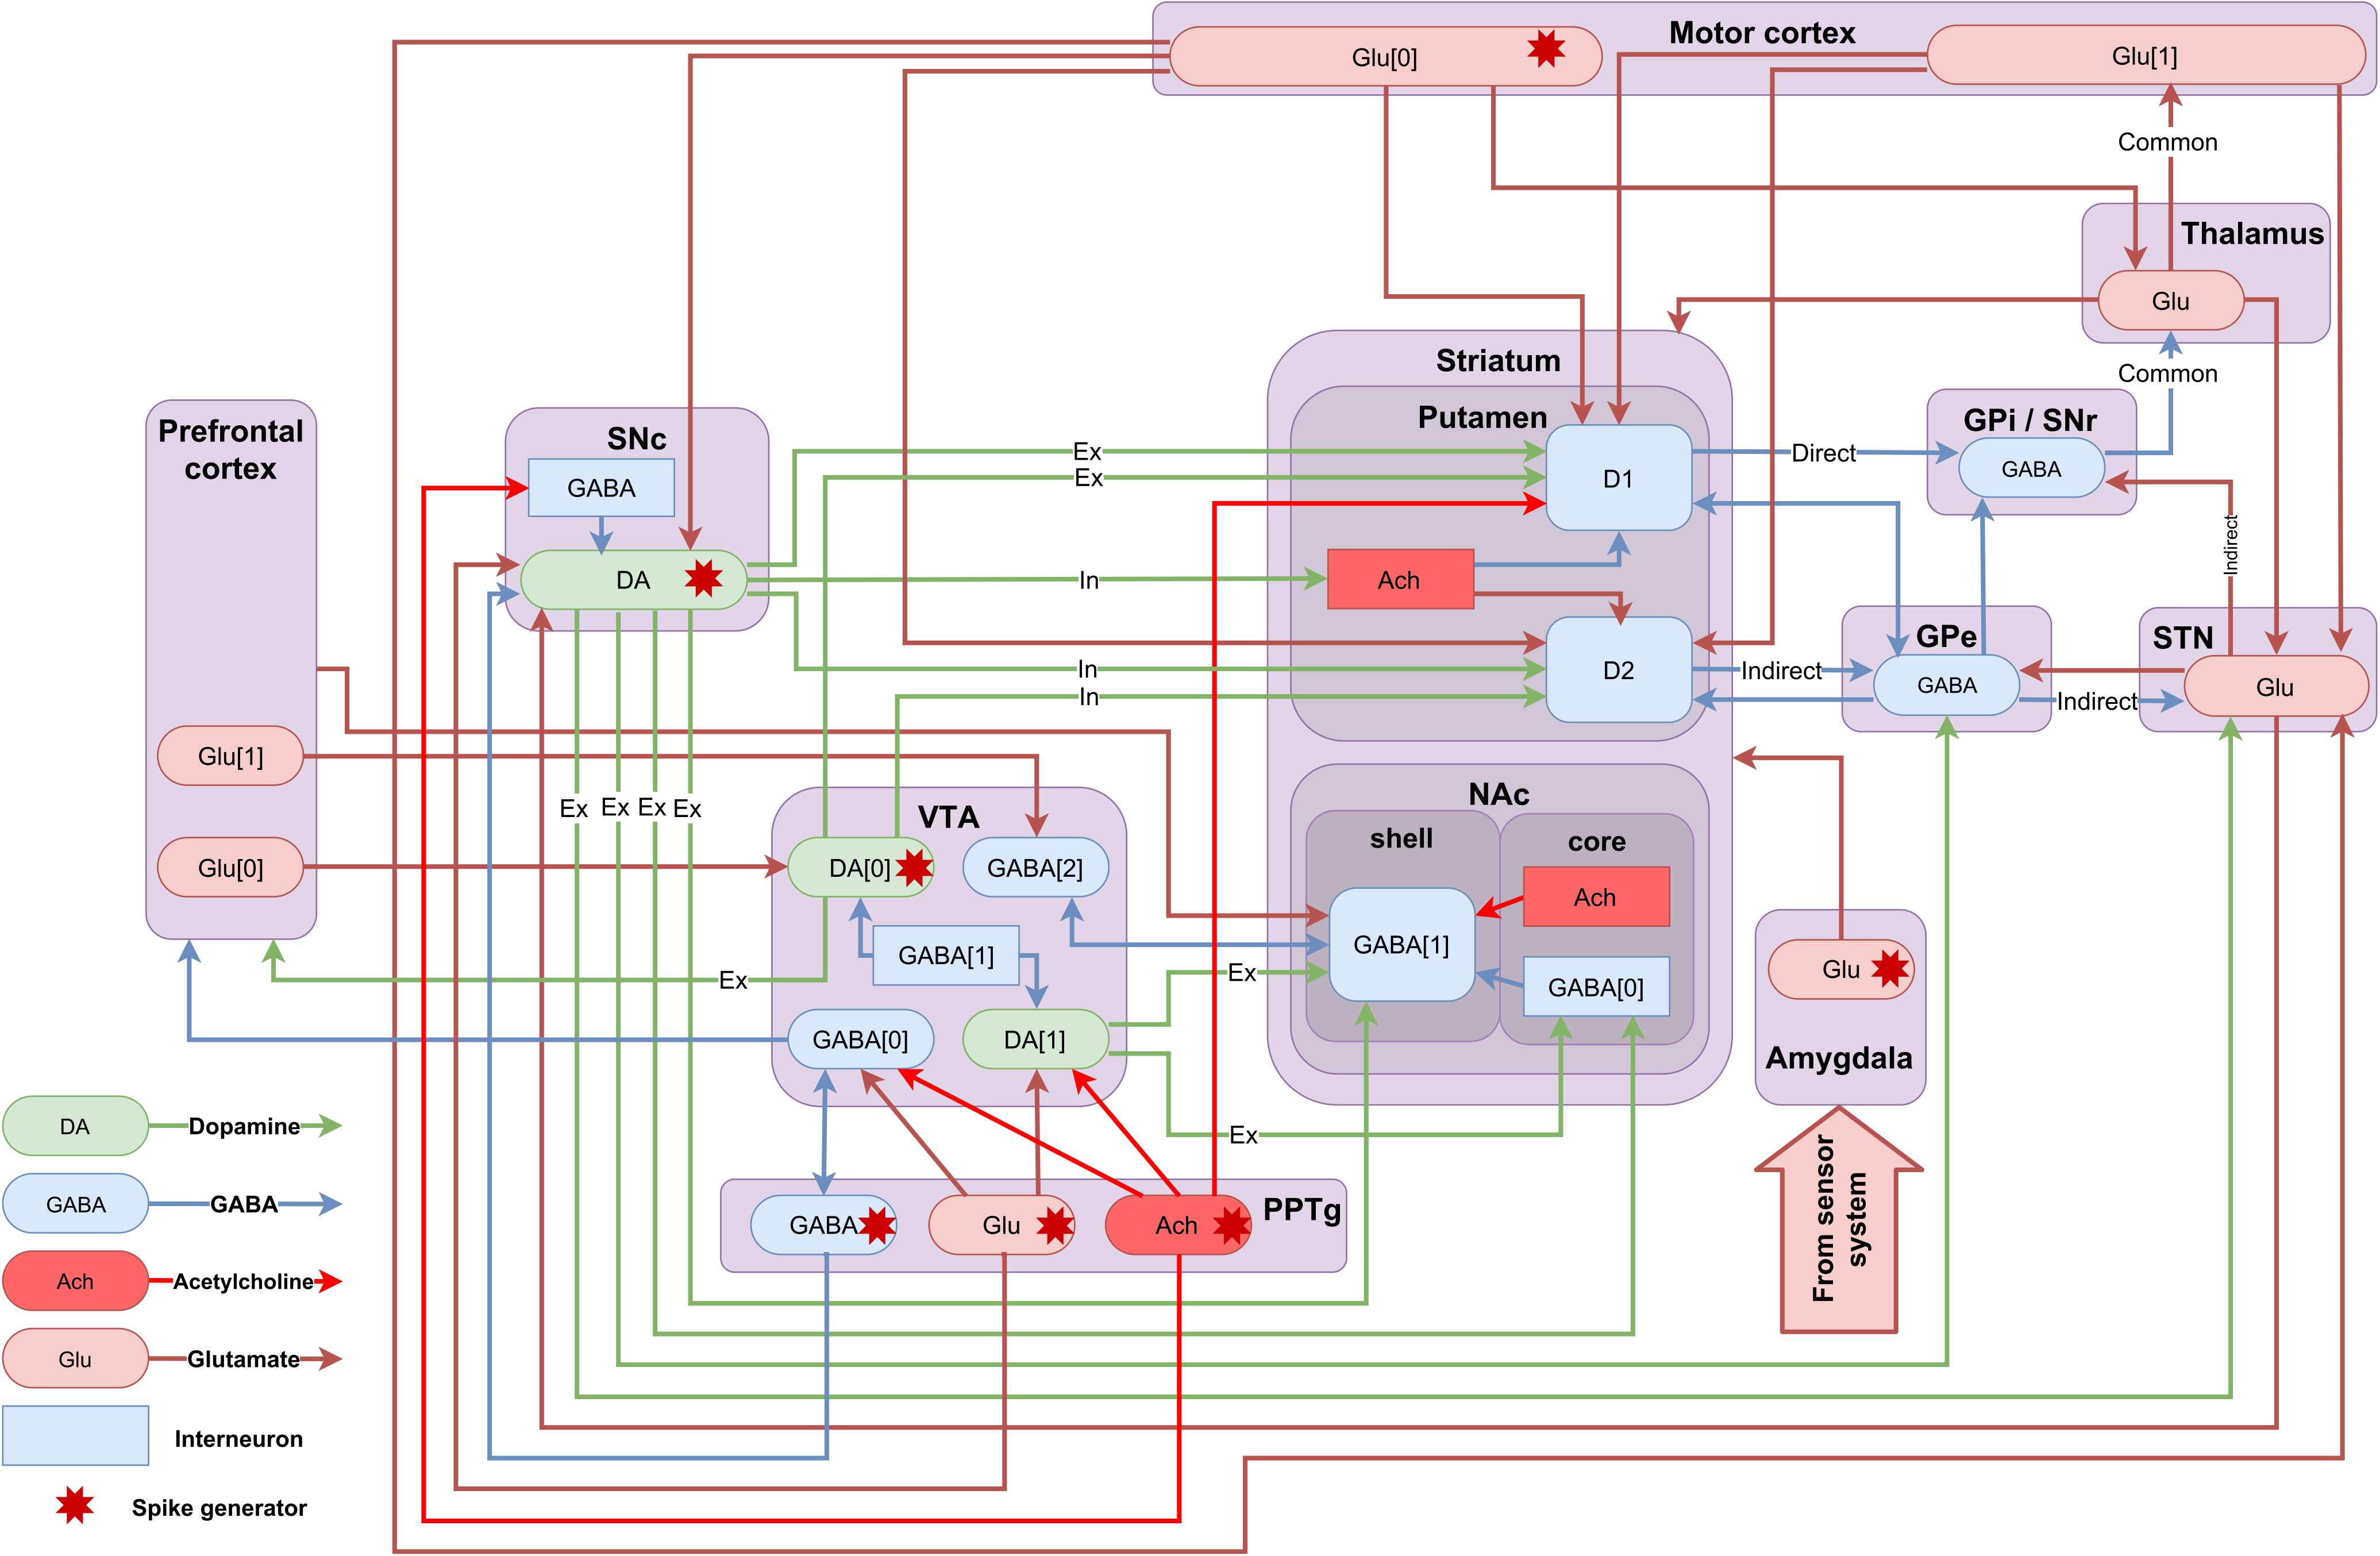 Motor cortex
Glu[0]
Glu[1]
Common
Thalamus
Glu
Common
Striatum
Putamen
GPi / SNr
GABA
Prefrontal
cortex
SNc
GABA
DA
Ex
Ex
In
In
In
D1
Direct
Ach
D2
Indirect
Indirect
GPe
GABA
Indirect
STN
Glu
Glu[1]
Glu[0]
Ex
Ex
Ex
Ex
VTA
DA[0]
GABA[2]
GABA[1]
GABA[0]
DA[1]
Ex
Ex
Ex
NAc
shell
core
Ach
GABA[1]
GABA[0]
Glu
Amygdala
From sensor
system
PPTg
GABA
Glu
Ach
DA
Dopamine
GABA
GABA
Ach
Acetylcholine
Glu
Glutamate
Interneuron
Spike generator